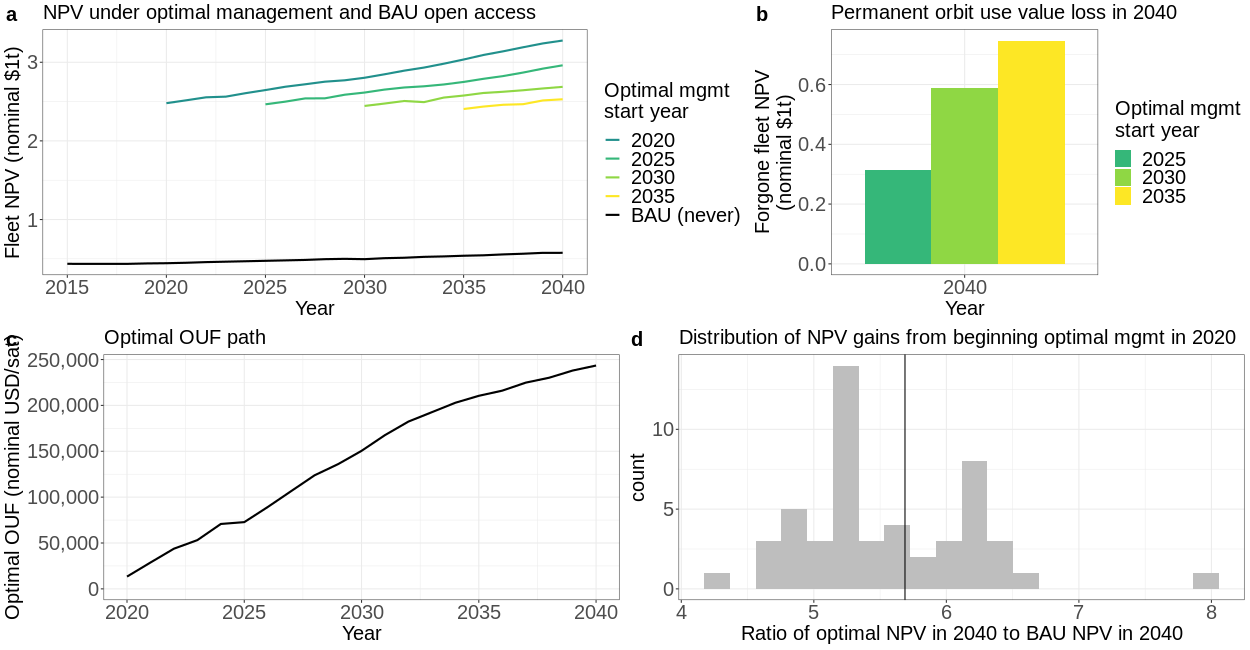 a
NPV under optimal management and BAU open access
Fleet NPV (nominal $1t)
3
2
1
2015 2020 2025 2030 2035 2040
Year
Optimal mgmt
start year
2020
2025
2030
2035
BAU (never)
b
Permanent orbit use value loss in 2040
Forgone fleet NPV
(nominal $1t)
0.6
0.4
0.2
0.0
2040
Year
Optimal mgmt
start year
2025
2030
2035
c
Optimal OUF path
Optimal OUF (nominal USD/sat)
250,000
200,000
150,000
100,000
50,000
0
2020 2025 2030 2035 2040
Year
d
Distribution of NPV gains from beginning optimal mgmt in 2020
count
10
5
0
4 5 6 7 8
Ratio of optimal NPV in 2040 to BAU NPV in 2040